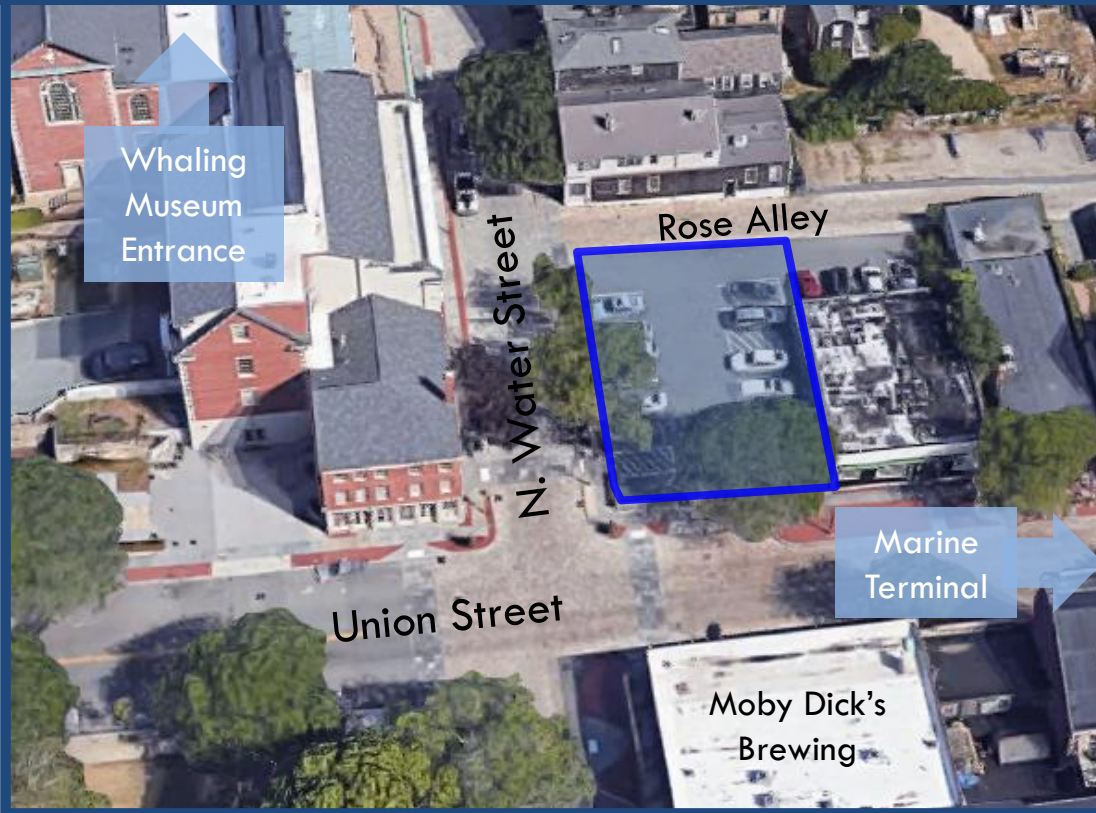 Whaling
Museum
Entrance
Rose Alley
N. Water Street
Marine
Terminal
Union Street
Moby Dick's
Brewing